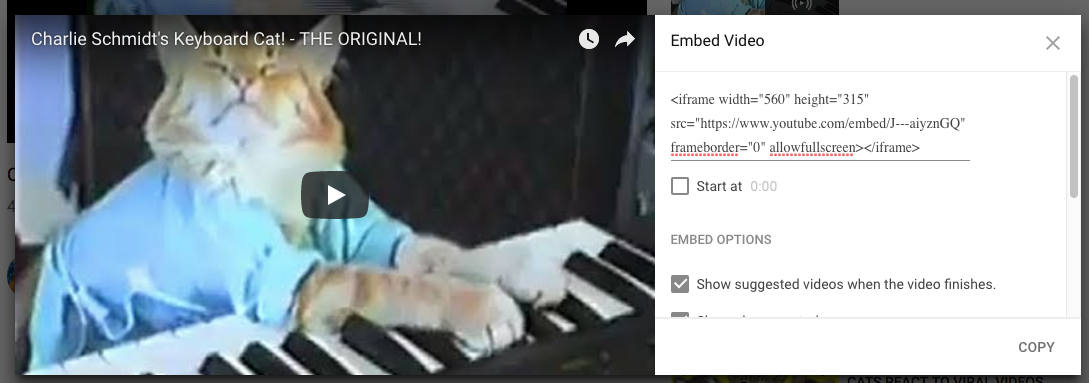 Charlie Schmidt's Keyboard Cat! - THE ORIGINAL!
Embed Video
<iframe width="560" height="315"
src="https://www.youtube.com/embed/J---aiyznGQ"
frameborder="0" allowfullscreen></iframe>
Start at 0:00
EMBED OPTIONS
Show suggested videos when the video finishes.
COPY
CATS REACT TO VIRAL VIDEOS